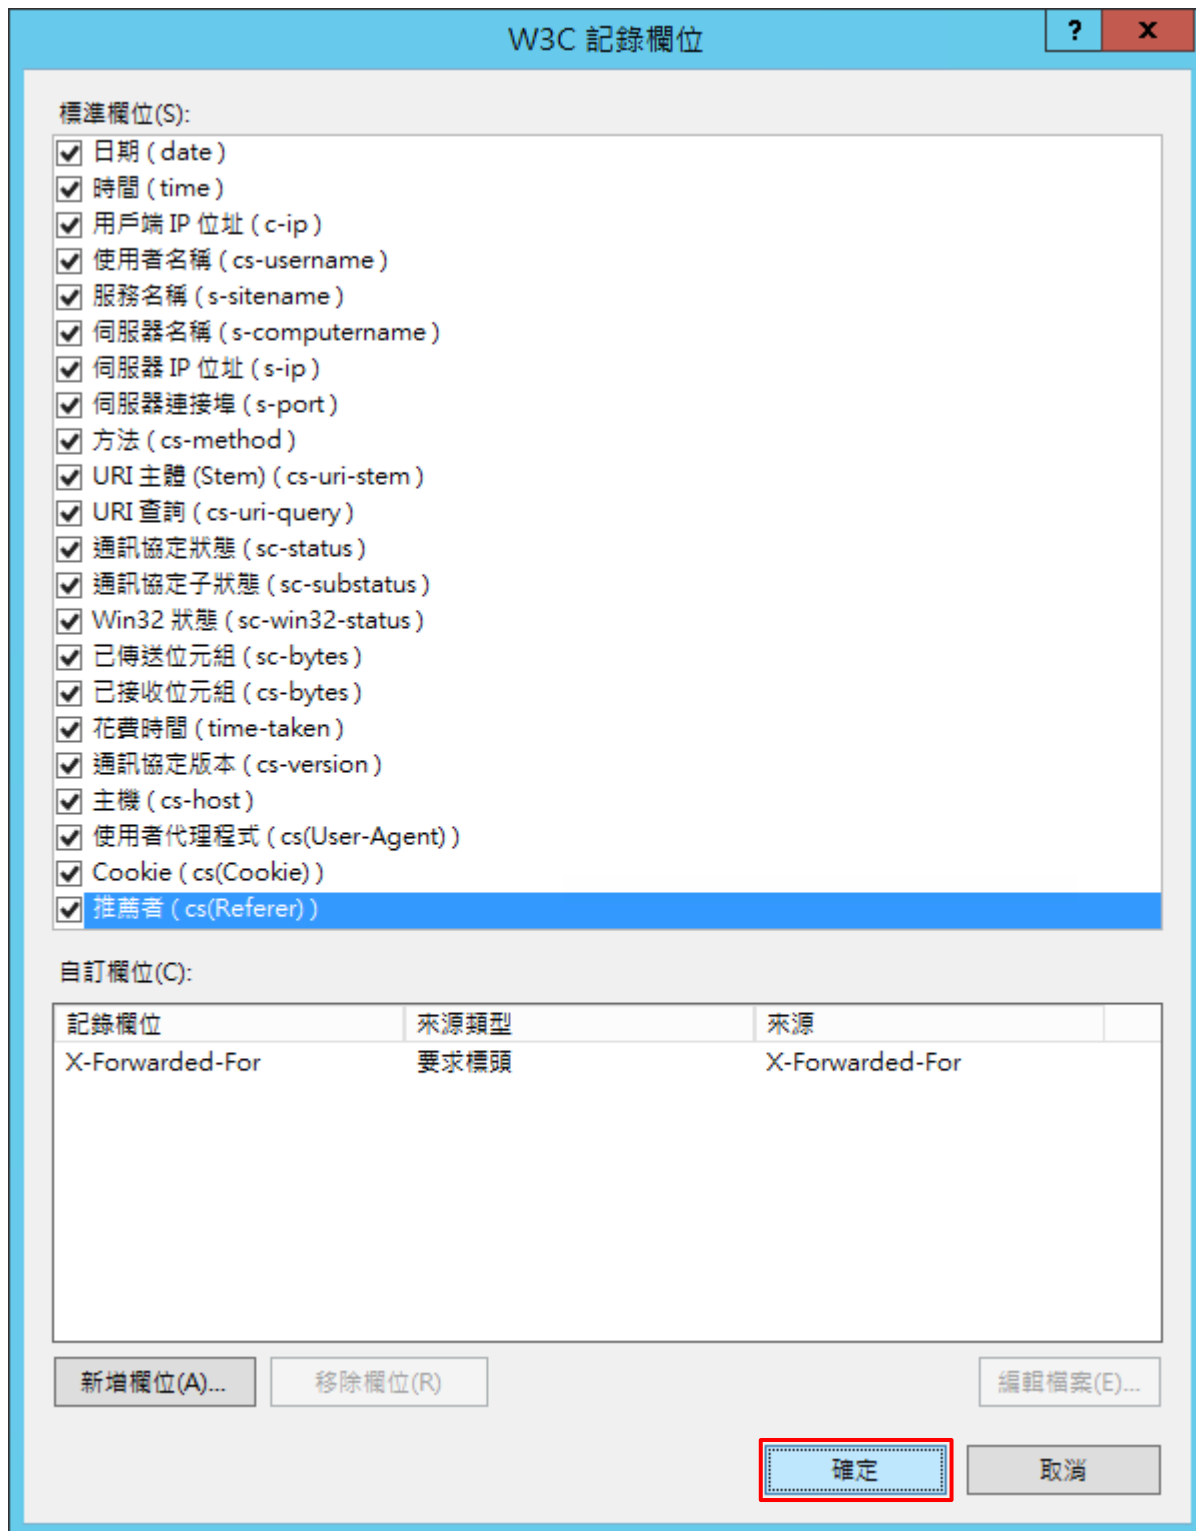 W3C 記錄欄位
?
x
標準欄位(S):
日期 ( date )
時間 ( time )
用戶端 IP 位址 ( c-ip )
使用者名稱 ( cs-username )
服務名稱 ( s-sitename )
伺服器名稱 ( s-computername )
伺服器 IP 位址 ( s-ip )
伺服器連接埠 ( s-port )
方法 ( cs-method )
URI 主體 (Stem) ( cs-uri-stem )
URI 查詢 ( cs-uri-query )
通訊協定狀態 ( sc-status )
通訊協定子狀態 ( sc-substatus )
Win32 狀態 ( sc-win32-status )
已傳送位元組 ( sc-bytes )
已接收位元組 ( cs-bytes )
花費時間 ( time-taken )
通訊協定版本 ( cs-version )
主機 ( cs-host )
使用者代理程式 ( cs(User-Agent) )
Cookie ( cs(Cookie) )
推薦者 ( cs(Referer) )
自訂欄位(C):
記錄欄位 來源類型 來源
X-Forwarded-For 要求標頭 X-Forwarded-For
新增欄位(A)... 移除欄位(R) 編輯檔案(E)...
確定 取消